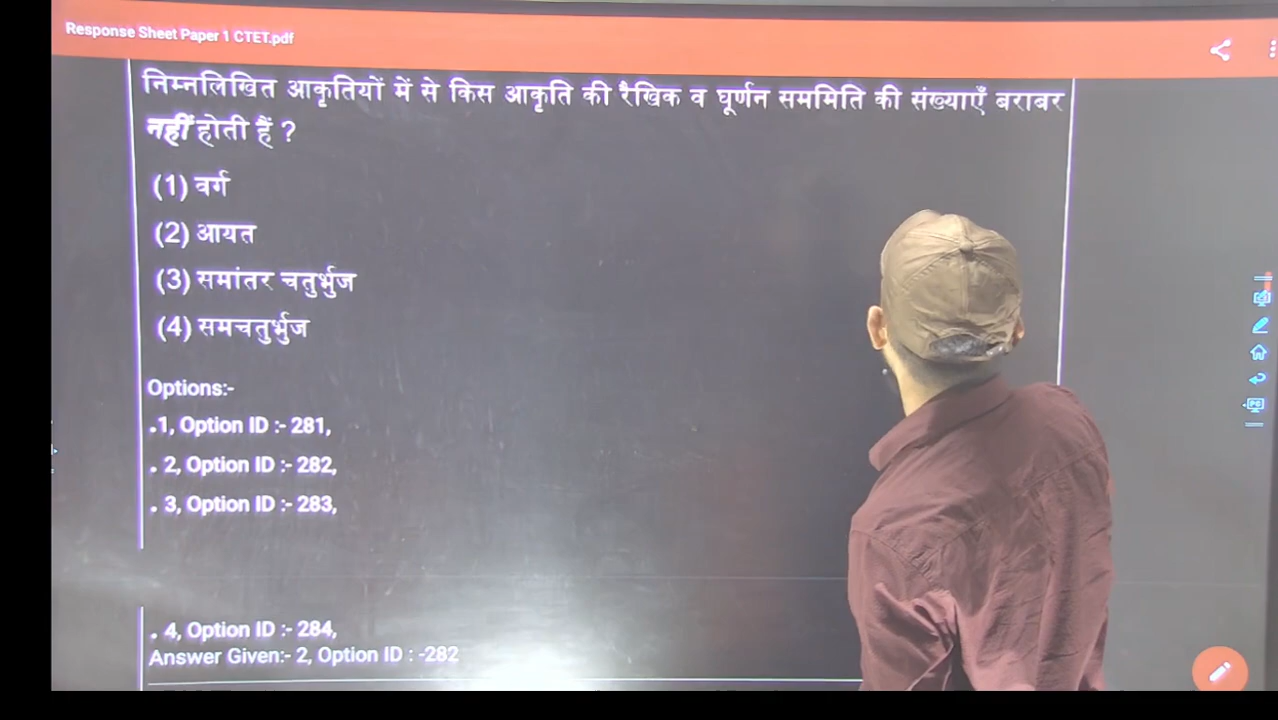 Response Sheet Paper 1 CTET.pdf
निम्नलिखित आकृतियों में से किस आकृति की रैखिक व घूर्णन सममिति की संख्याएँ बराबर
नहीं होती हैं ?
(1) वर्ग
(2) आयत
(3) समांतर चतुर्भुज
(4) समचतुर्भुज
Options:-
.1, Option ID :- 281,
. 2, Option ID :- 282,
. 3, Option ID :- 283,
. 4, Option ID :- 284,
Answer Given:- 2, Option ID : -282